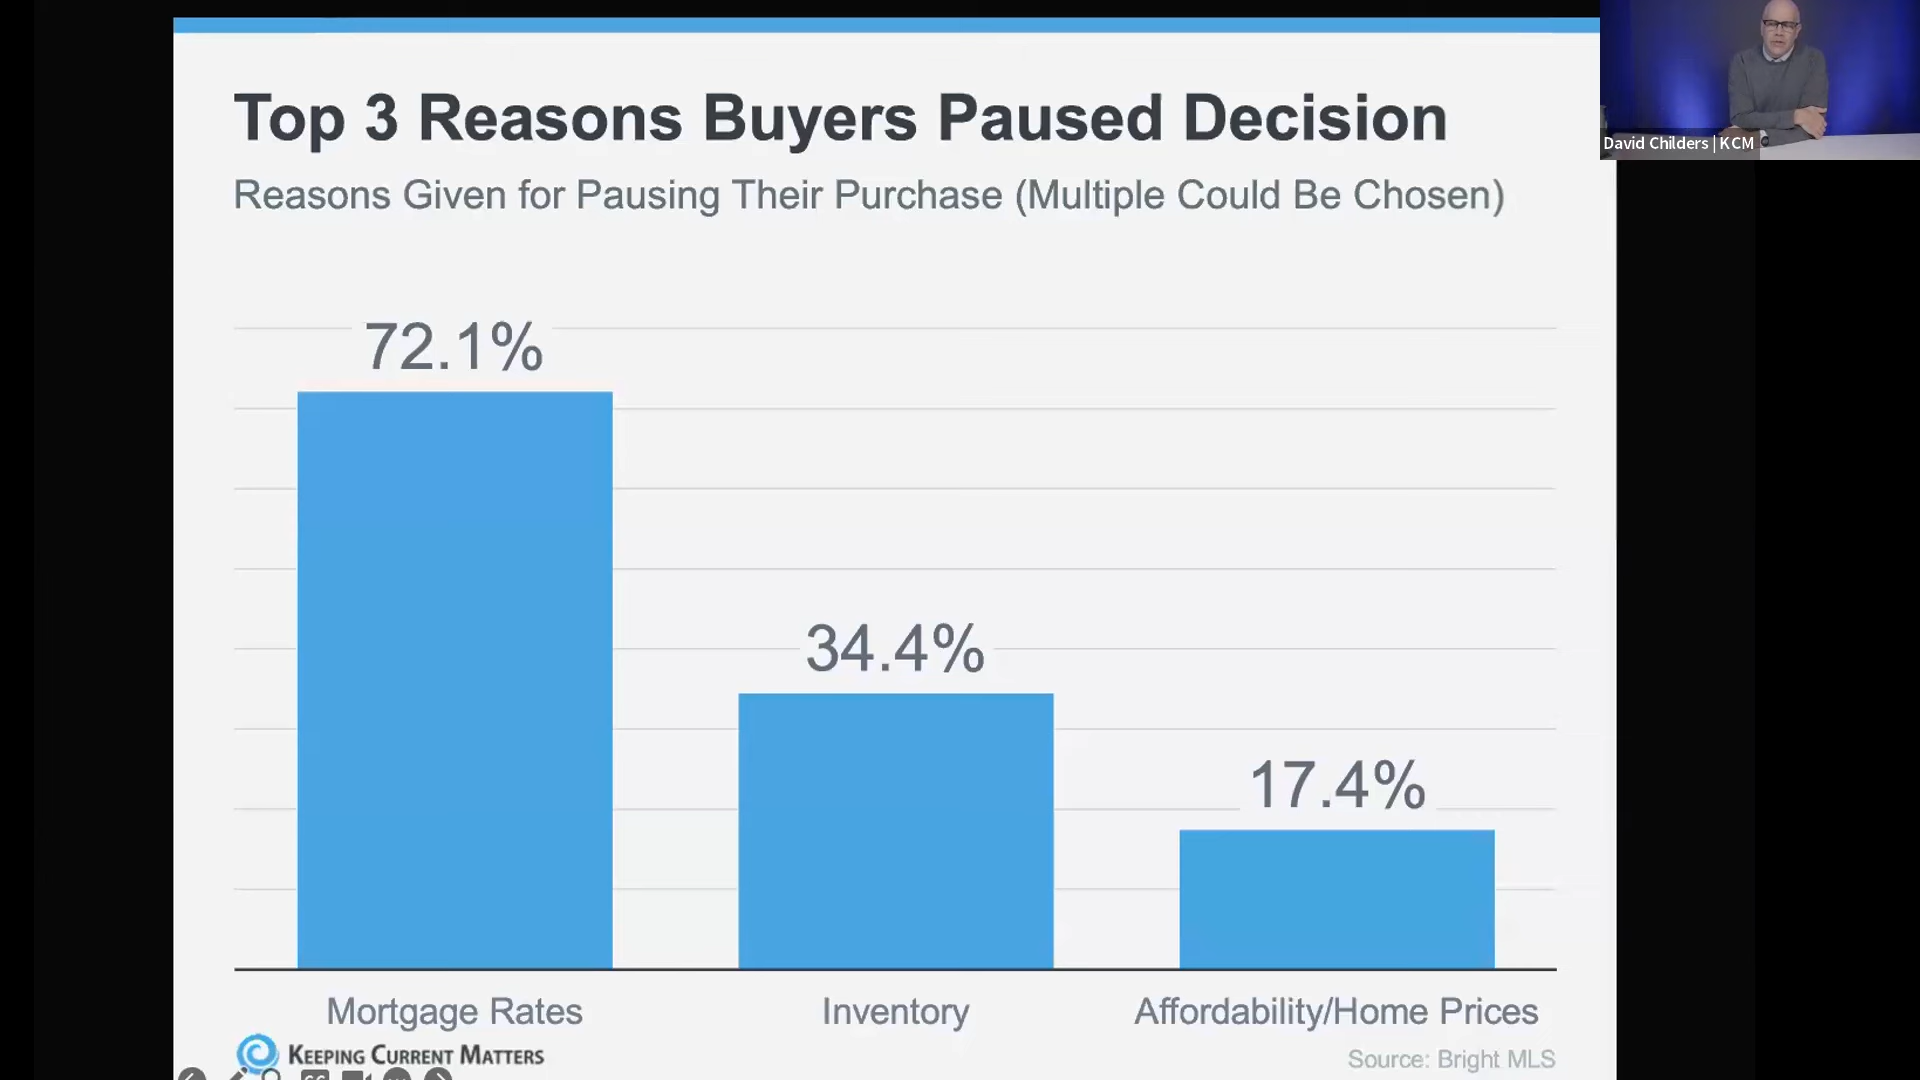 Top 3 Reasons Buyers Paused Decision
Reasons Given for Pausing Their Purchase (Multiple Could Be Chosen)
David Childers | KCM
72.1%
34.4%
17.4%
Mortgage Rates
Inventory
Affordability/Home Prices
KEEPING CURRENT MATTERS
Source: Bright MLS